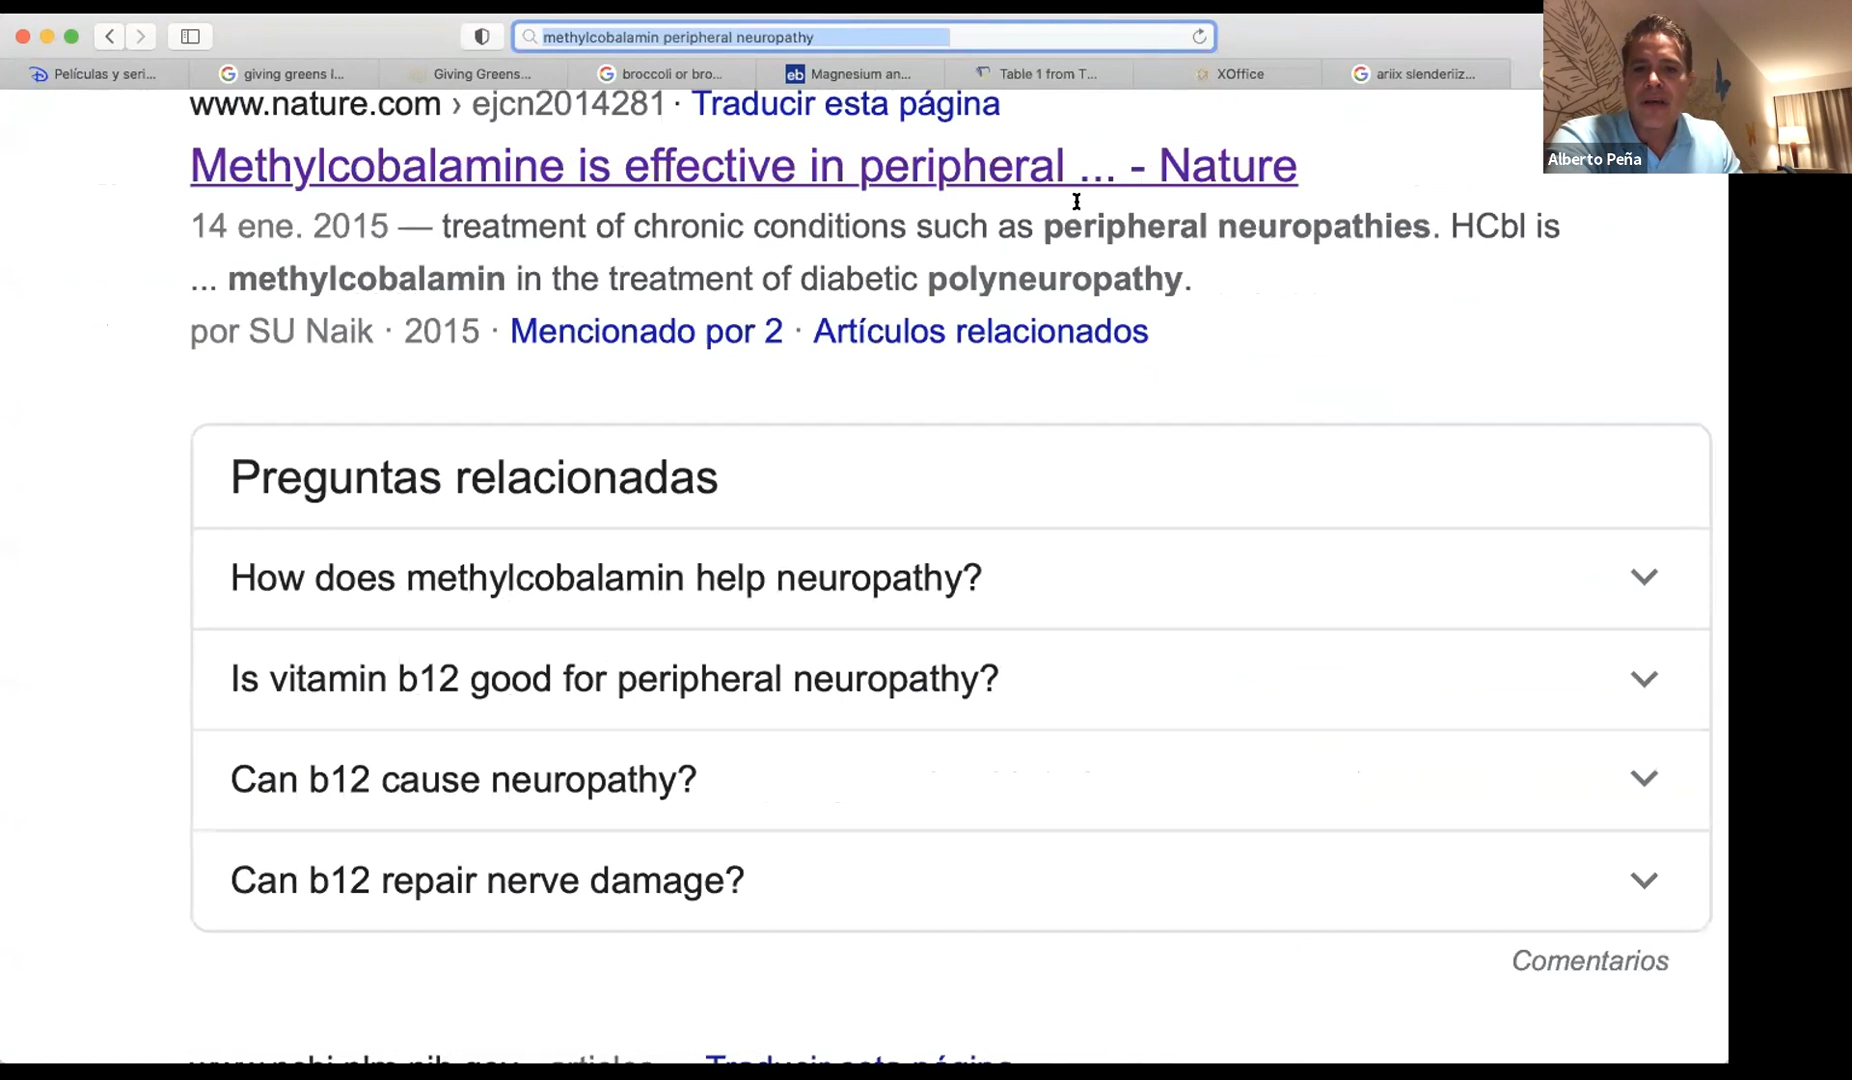 methylcobalamin peripheral neuropathy
Películas y seri...
giving greens l...
Giving Greens...
broccoli or bro...
eb Magnesium an...
Table 1 from T...
XOffice
ariix slenderiiz...
Alberto Peña
www.nature.com › ejcn2014281 · Traducir esta página
Methylcobalamine is effective in peripheral ... - Nature
14 ene. 2015 — treatment of chronic conditions such as peripheral neuropathies. HCbl is
... methylcobalamin in the treatment of diabetic polyneuropathy.
por SU Naik · 2015 · Mencionado por 2 · Artículos relacionados
Preguntas relacionadas
How does methylcobalamin help neuropathy?
Is vitamin b12 good for peripheral neuropathy?
Can b12 cause neuropathy?
Can b12 repair nerve damage?
Comentarios
Traducir esta página